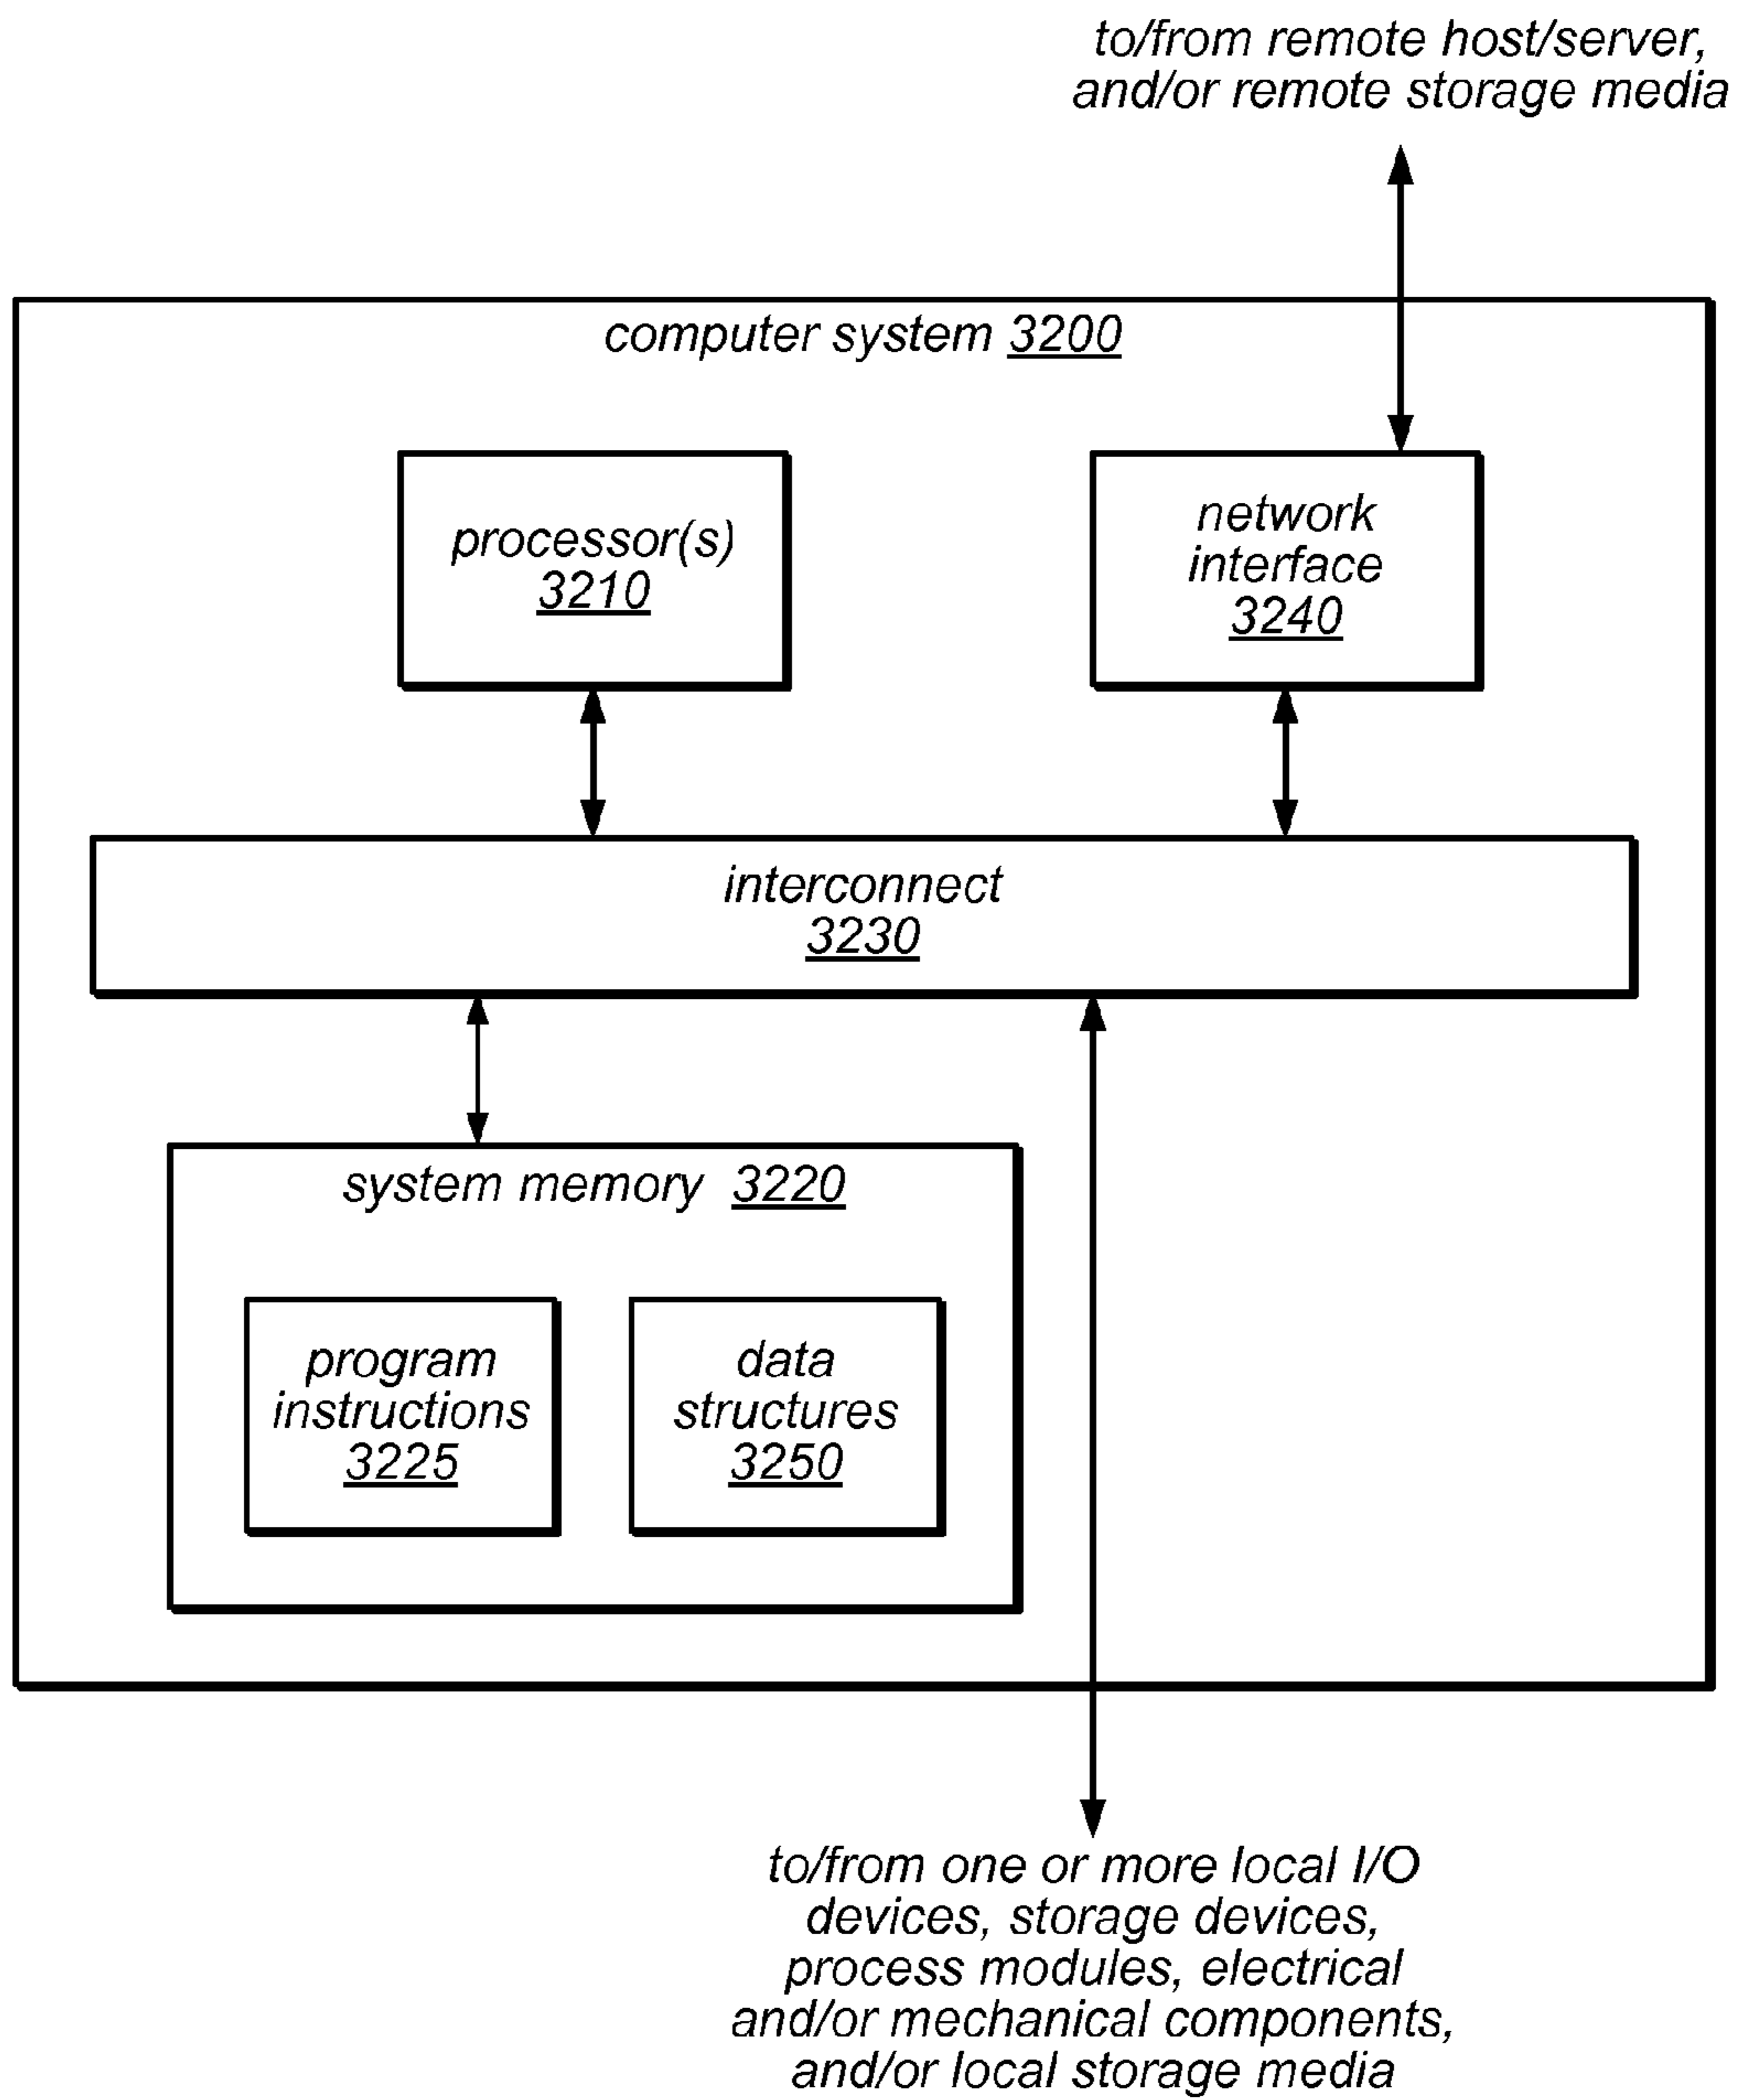 to/from remote host/server,
and/or remote storage media
computer system 3200
processor(s)
3210
network
interface
3240
interconnect
3230
system memory 3220
program
instructions
3225
data
structures
3250
to/from one or more local I/O
devices, storage devices,
process modules, electrical
and/or mechanical components,
and/or local storage media